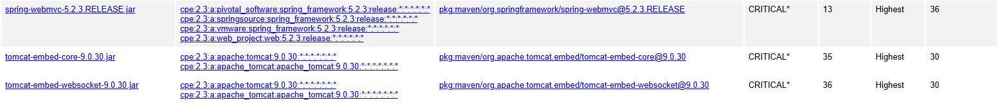 spring-webmvc-5.2.3.RELEASE.jar cpe:2.3:a:pivotal_software:spring_framework:5.2.3:release:*:*:*:*:*:* pkg:maven/org.springframework/spring-webmvc@5.2.3.RELEASE CRITICAL* 13 Highest 36
cpe:2.3:a:springsource:spring_framework:5.2.3:release:*:*:*:*:*:*
cpe:2.3:a:vmware:spring_framework:5.2.3:release:*:*:*:*:*:*
cpe:2.3:a:web_project:web:5.2.3:release:*:*:*:*:*:*
tomcat-embed-core-9.0.30.jar cpe:2.3:a:apache:tomcat:9.0.30:*:*:*:*:*:*:* pkg:maven/org.apache.tomcat.embed/tomcat-embed-core@9.0.30 CRITICAL* 35 Highest 30
cpe:2.3:a:apache_tomcat:apache_tomcat:9.0.30:*:*:*:*:*:*:*
tomcat-embed-websocket-9.0.30.jar cpe:2.3:a:apache:tomcat:9.0.30:*:*:*:*:*:*:* pkg:maven/org.apache.tomcat.embed/tomcat-embed-websocket@9.0.30 CRITICAL* 36 Highest 30
cpe:2.3:a:apache_tomcat:apache_tomcat:9.0.30:*:*:*:*:*:*:*